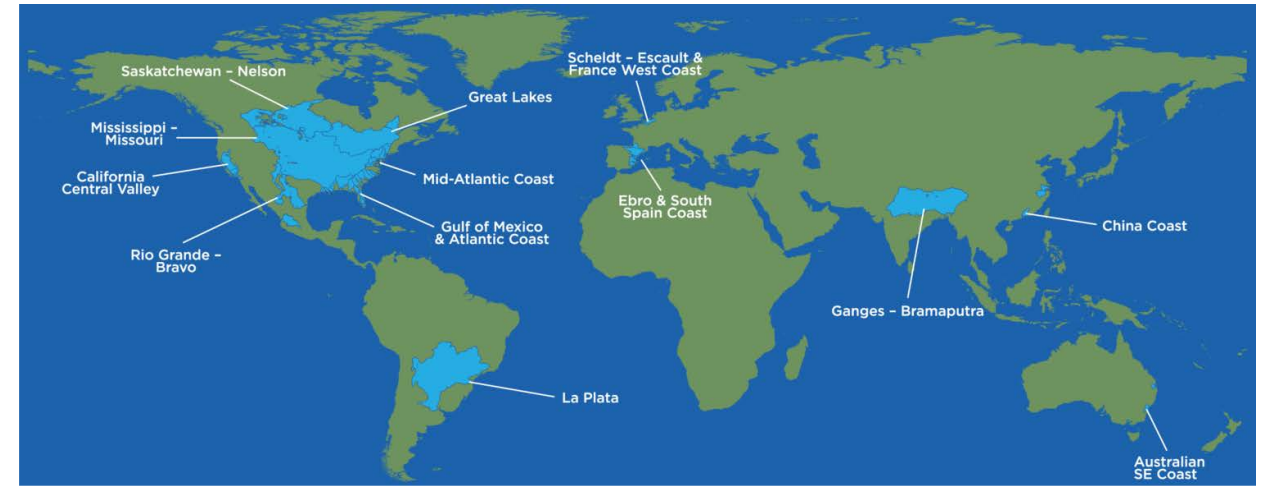 Scheldt – Escault &
France West Coast
Saskatchewan – Nelson
Great Lakes
Mississippi –
Missouri
California
Central Valley
Mid-Atlantic Coast
Ebro & South
Spain Coast
Gulf of Mexico
& Atlantic Coast
China Coast
Rio Grande –
Bravo
Ganges – Bramaputra
La Plata
Australian
SE Coast